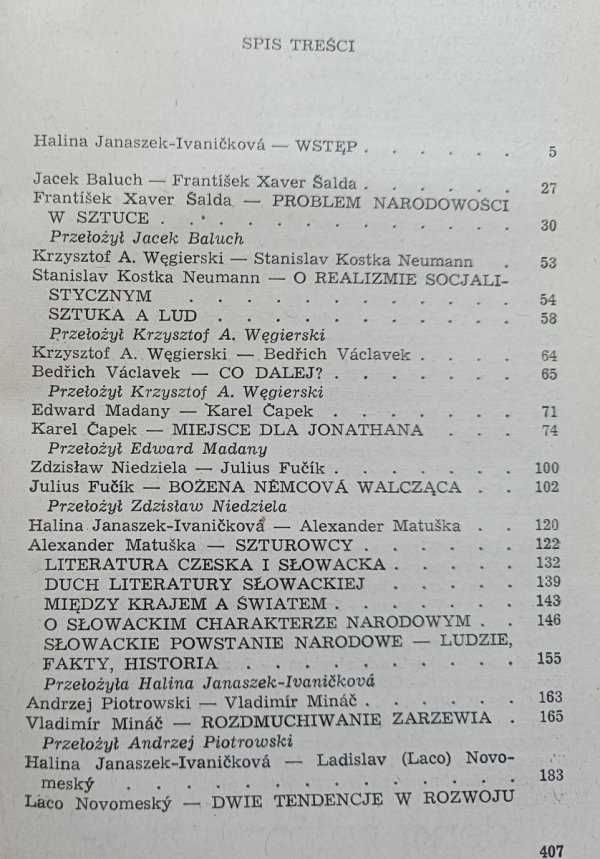 SPIS TREŚCI
Halina Janaszek-Ivaničková — WSTĘP . . . . . . 5
Jacek Baluch — František Xaver Šalda . . . . . . 27
František Xaver Šalda — PROBLEM NARODOWOŚCI
W SZTUCE . . . . . . . . . . . . 30
Przełożył Jacek Baluch
Krzysztof A. Węgierski — Stanislav Kostka Neumann . 53
Stanislav Kostka Neumann — O REALIZMIE SOCJALI-
STYCZNYM . . . . . . . . . . . 54
SZTUKA A LUD . . . . . . . . . . . 58
Przełożył Krzysztof A. Węgierski
Krzysztof A. Węgierski — Bedřich Václavek . . . . 64
Bedřich Václavek — CO DALEJ? . . . . . . . 65
Przełożył Krzysztof A. Węgierski
Edward Madany — Karel Čapek . . . . . . . 71
Karel Čapek — MIEJSCE DLA JONATHANA . . . 74
Przełożył Edward Madany
Zdzisław Niedziela — Julius Fučík . . . . . . . 100
Julius Fučík — BOŻENA NĚMCOVÁ WALCZĄCA . . 102
Przełożył Zdzisław Niedziela
Halina Janaszek-Ivaničková — Alexander Matuška . . 120
Alexander Matuška — SZTUROWCY . . . . . . 122
LITERATURA CZESKA I SŁOWACKA . . . . . 132
DUCH LITERATURY SŁOWACKIEJ . . . . . 139
MIĘDZY KRAJEM A ŚWIATEM . . . . . . . 143
O SŁOWACKIM CHARAKTERZE NARODOWYM . . 146
SŁOWACKIE POWSTANIE NARODOWE — LUDZIE,
FAKTY, HISTORIA . . . . . . . . . 155
Przełożyła Halina Janaszek-Ivaničková
Andrzej Piotrowski — Vladimír Mináč . . . . . . 163
Vladimír Mináč — ROZDMUCHIWANIE ZARZEWIA . 165
Przełożył Andrzej Piotrowski
Halina Janaszek-Ivaničková — Ladislav (Laco) Novo-
meský . . . . . . . . . . . . . 183
Laco Novomeský — DWIE TENDENCJE W ROZWOJU
407